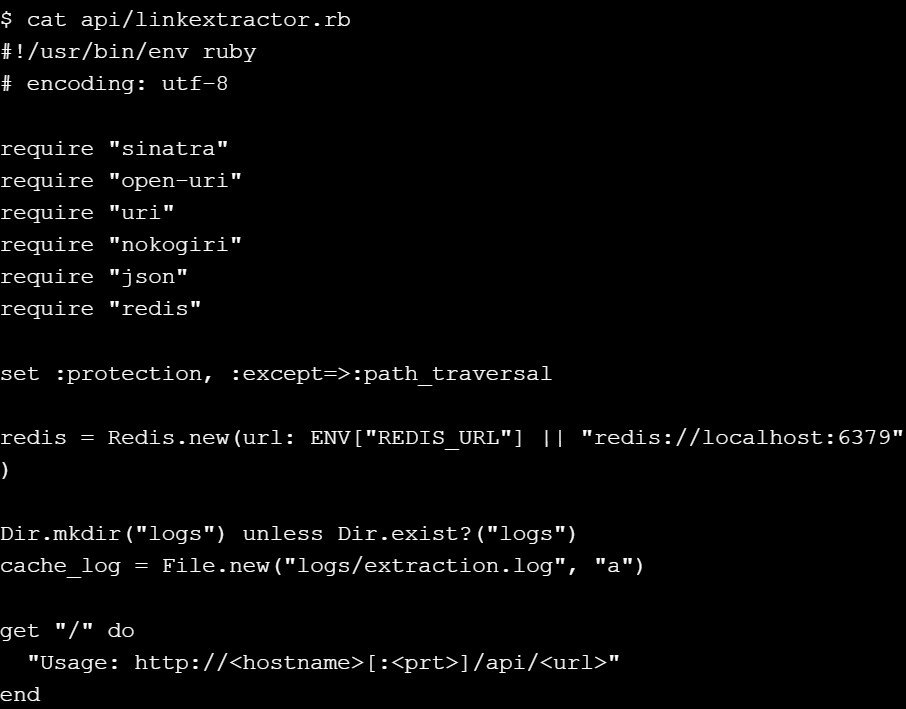 $ cat api/linkextractor.rb
#!/usr/bin/env ruby
# encoding: utf-8

require "sinatra"
require "open-uri"
require "uri"
require "nokogiri"
require "json"
require "redis"

set :protection, :except=>:path_traversal

redis = Redis.new(url: ENV["REDIS_URL"] || "redis://localhost:6379"
)

Dir.mkdir("logs") unless Dir.exist?("logs")
cache_log = File.new("logs/extraction.log", "a")

get "/" do
  "Usage: http://<hostname>[:<prt>]/api/<url>"
end